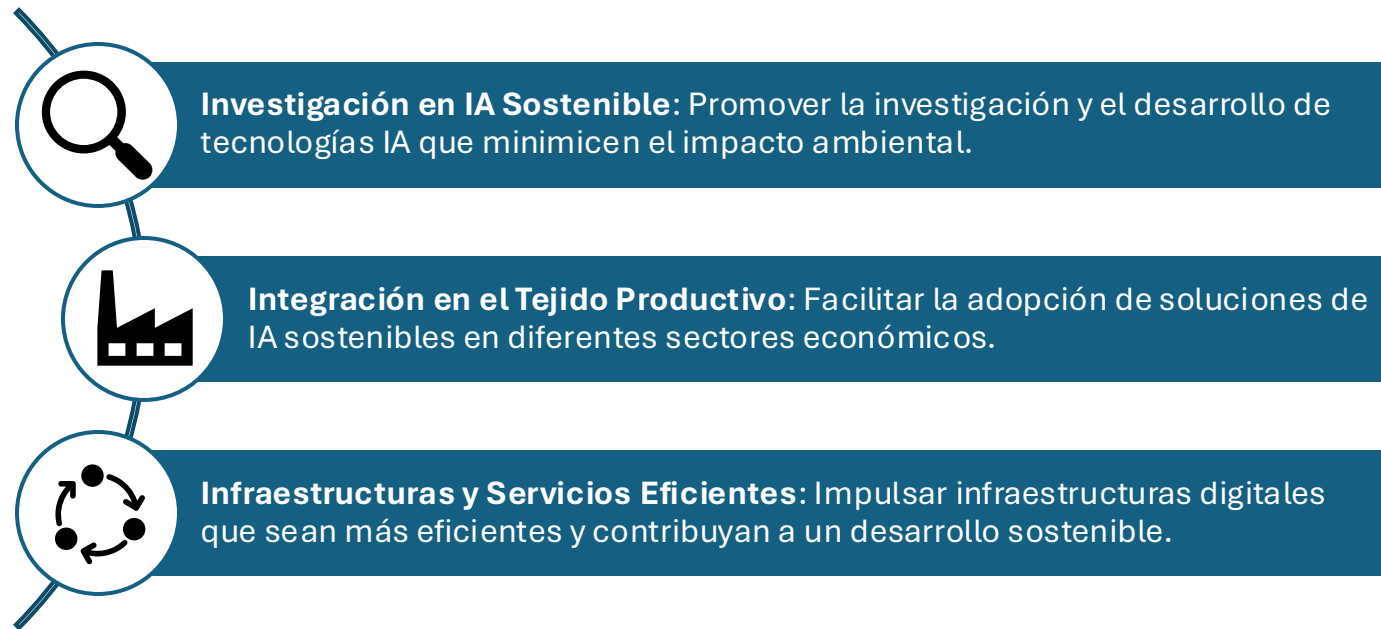 Investigación en IA Sostenible: Promover la investigación y el desarrollo de
tecnologías IA que minimicen el impacto ambiental.
Integración en el Tejido Productivo: Facilitar la adopción de soluciones de
IA sostenibles en diferentes sectores económicos.
Infraestructuras y Servicios Eficientes: Impulsar infraestructuras digitales
que sean más eficientes y contribuyan a un desarrollo sostenible.